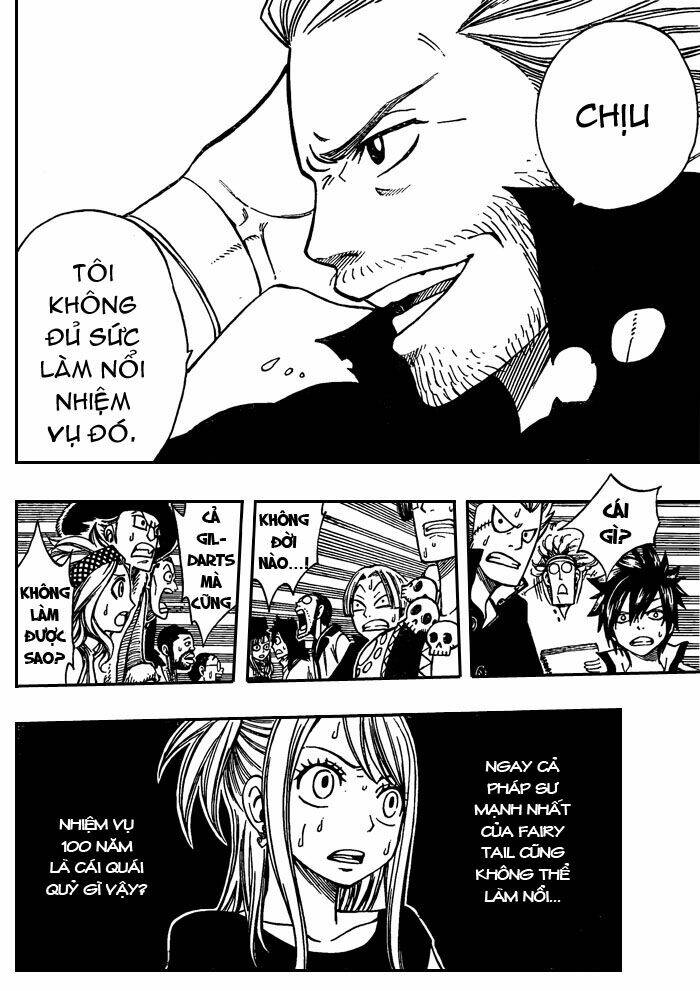 CHỊU
TÔI
KHÔNG
ĐỦ SỨC
LÀM NỔI
NHIỆM
VỤ ĐÓ.
CÁI
GÌ?
KHÔNG
ĐỜI
NÀO...!
CẢ
GIL-
DARTS
MÀ
CŨNG
KHÔNG
LÀM
ĐƯỢC
SAO?
NGAY CẢ
PHÁP SƯ
MẠNH NHẤT
CỦA FAIRY
TAIL CŨNG
KHÔNG THỂ
LÀM NỔI...
NHIỆM VỤ
100 NĂM
LÀ CÁI QUÁI
QUỶ GÌ VẬY?